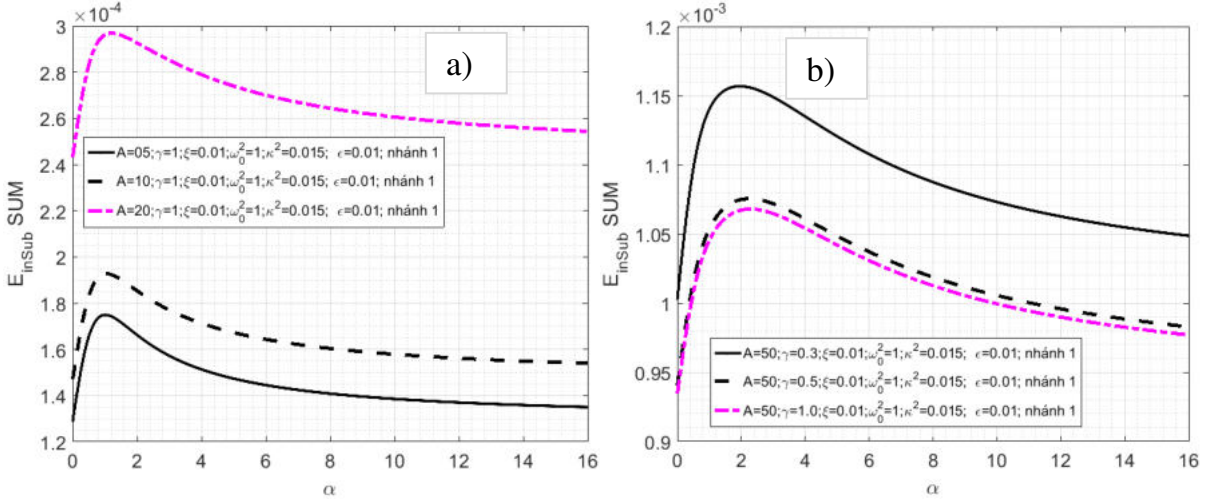 ×10⁻⁴
a)
3
2.8
2.6
2.4
2.2
2
1.8
1.6
1.4
1.2
E_inSub SUM
A=05;γ=1;ξ=0.01;ω₀²=1;κ²=0.015; ϵ=0.01; nhánh 1
A=10;γ=1;ξ=0.01;ω₀²=1;κ²=0.015; ϵ=0.01; nhánh 1
A=20;γ=1;ξ=0.01;ω₀²=1;κ²=0.015; ϵ=0.01; nhánh 1
0 2 4 6 8 10 12 14 16
α
×10⁻³
b)
1.2
1.15
1.1
1.05
1
0.95
0.9
E_inSub SUM
A=50;γ=0.3;ξ=0.01;ω₀²=1;κ²=0.015; ϵ=0.01; nhánh 1
A=50;γ=0.5;ξ=0.01;ω₀²=1;κ²=0.015; ϵ=0.01; nhánh 1
A=50;γ=1.0;ξ=0.01;ω₀²=1;κ²=0.015; ϵ=0.01; nhánh 1
0 2 4 6 8 10 12 14 16
α